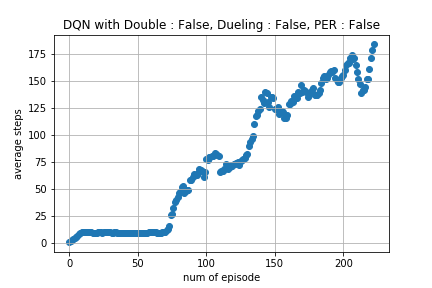 DQN with Double : False, Dueling : False, PER : False
175
150
125
100
75
50
25
0
average steps
0 50 100 150 200
num of episode